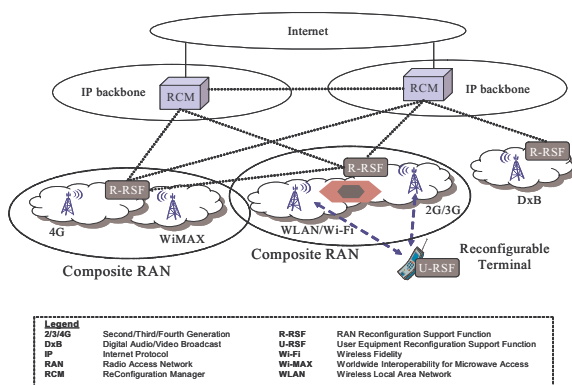 Internet
IP backbone
RCM
RCM
IP backbone
R-RSF
R-RSF
R-RSF
4G
WiMAX
WLAN/Wi-Fi
2G/3G
DxB
Composite RAN
Composite RAN
Reconfigurable
Terminal
U-RSF
Legend
2/3/4G Second/Third/Fourth Generation
DxB Digital Audio/Video Broadcast
IP Internet Protocol
RAN Radio Access Network
RCM ReConfiguration Manager
R-RSF RAN Reconfiguration Support Function
U-RSF User Equipment Reconfiguration Support Function
Wi-Fi Wireless Fidelity
Wi-MAX Worldwide Interoperability for Microwave Access
WLAN Wireless Local Area Network